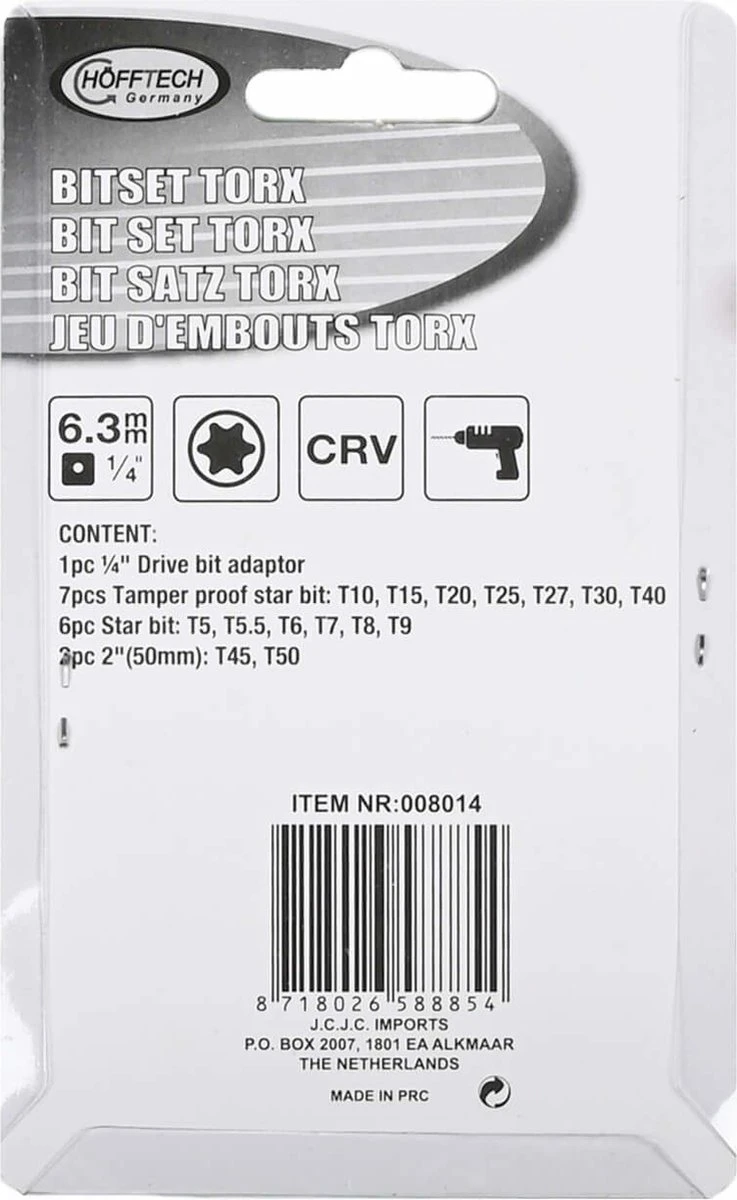 HÖFFTECH
Germany
BITSET TORX
BIT SET TORX
BIT SATZ TORX
JEU D'EMBOUTS TORX
6.3mm
1/4"
CRV
CONTENT:
1pc ¼" Drive bit adaptor
7pcs Tamper proof star bit: T10, T15, T20, T25, T27, T30, T40
6pc Star bit: T5, T5.5, T6, T7, T8, T9
2pc 2"(50mm): T45, T50
ITEM NR:008014
8 718026 588854
J.C.J.C. IMPORTS
P.O. BOX 2007, 1801 EA ALKMAAR
THE NETHERLANDS
MADE IN PRC